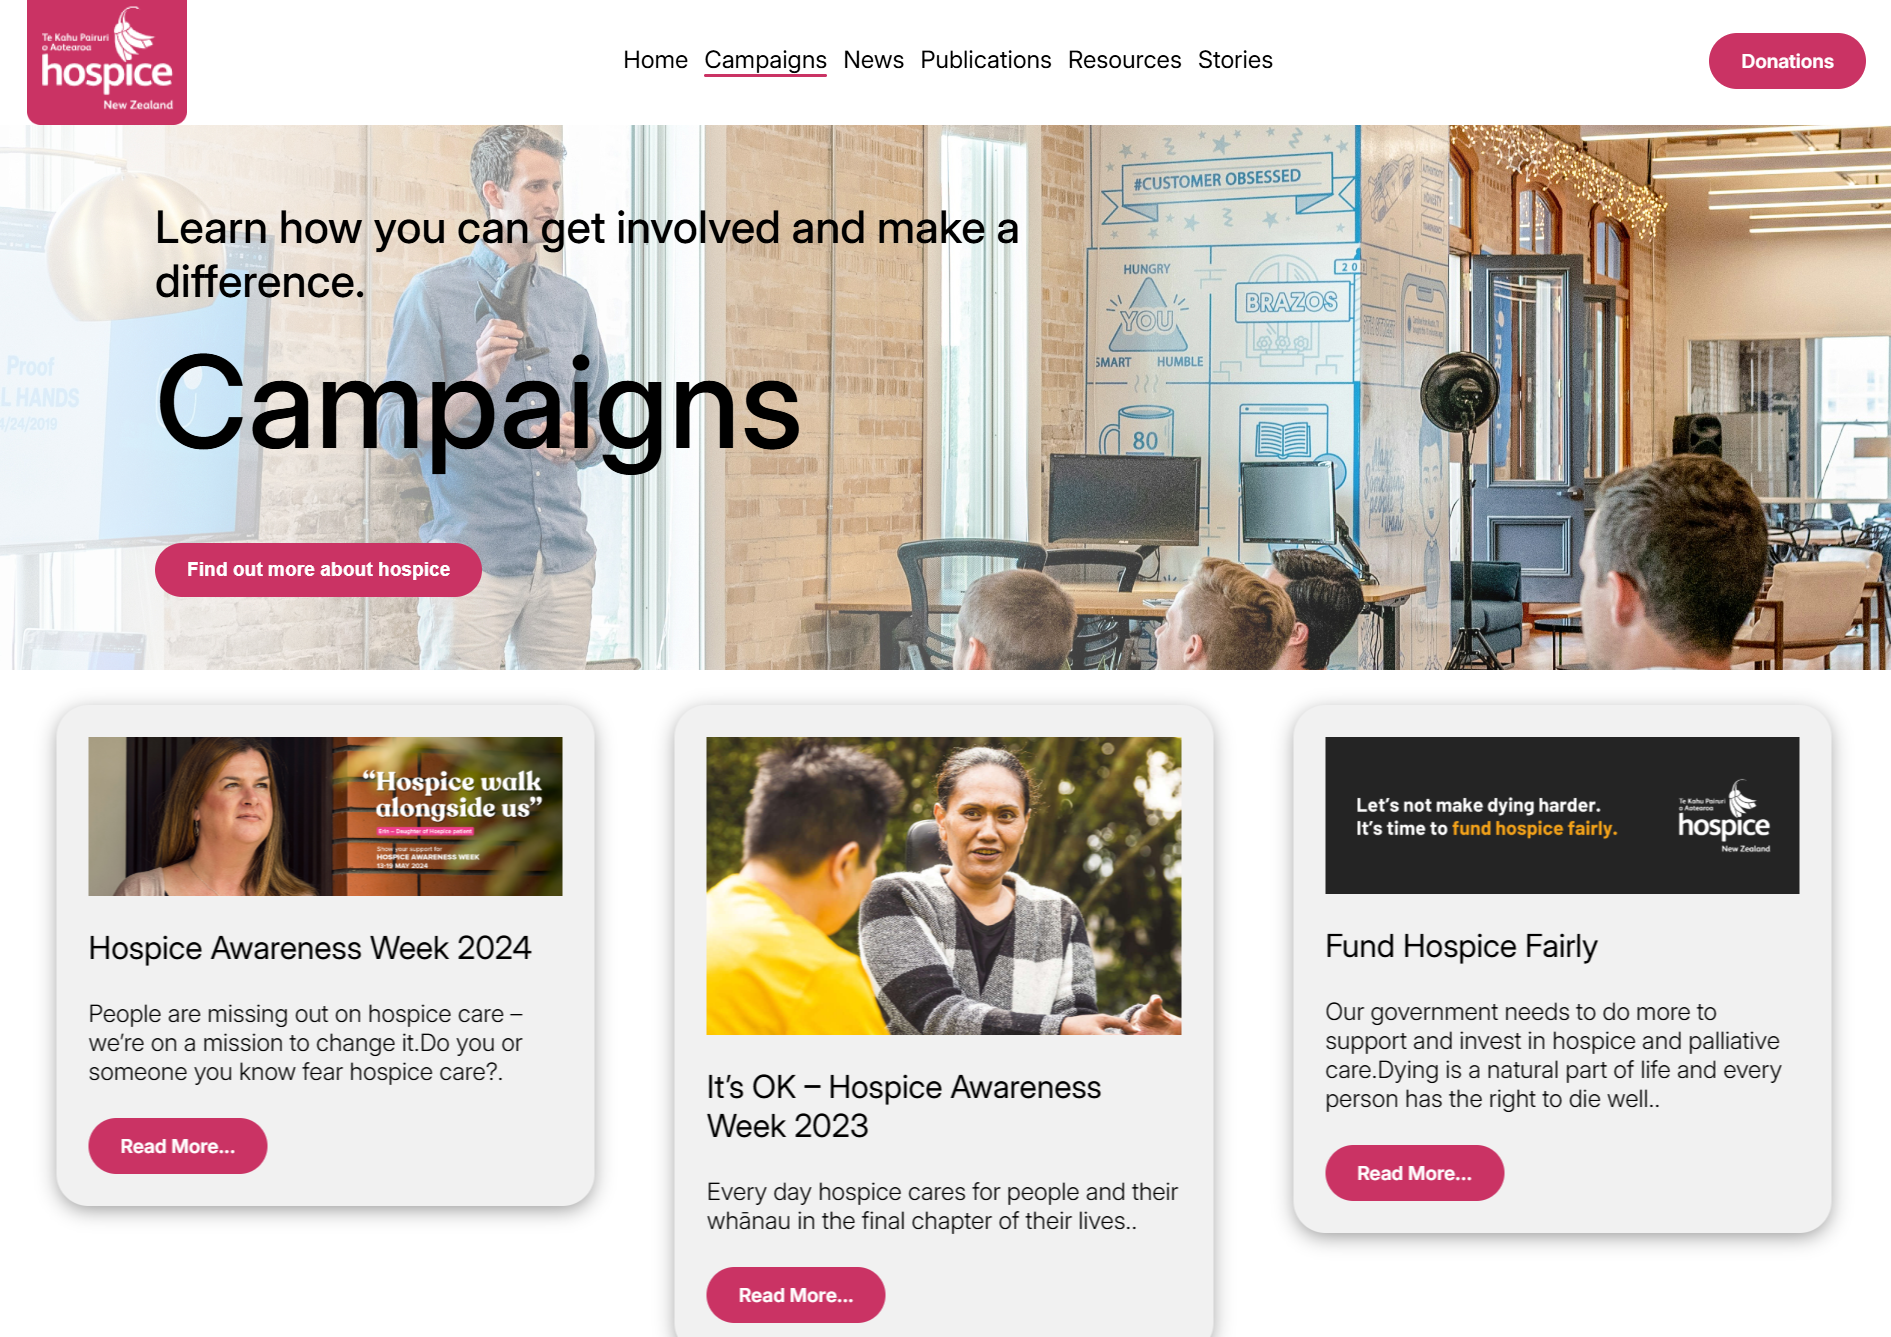 Te Kahu Pairuri
o Aotearoa
hospice
New Zealand
Home Campaigns News Publications Resources Stories
Donations
#CUSTOMER OBSESSED
Learn how you can get involved and make a
difference.
HUNGRY
YOU
SMART HUMBLE
20
BRAZOS
80
Proof
L HANDS
4/24/2019
Campaigns
Find out more about hospice
“Hospice walk
alongside us”
Erin – Daughter of Hospice patient
Show your support for
HOSPICE AWARENESS WEEK
13-19 MAY 2024
Hospice Awareness Week 2024
People are missing out on hospice care –
we’re on a mission to change it.Do you or
someone you know fear hospice care?.
Read More...
It’s OK – Hospice Awareness
Week 2023
Every day hospice cares for people and their
whānau in the final chapter of their lives..
Read More...
Let’s not make dying harder.
It’s time to fund hospice fairly.
Te Kahu Pairuri
o Aotearoa
hospice
New Zealand
Fund Hospice Fairly
Our government needs to do more to
support and invest in hospice and palliative
care.Dying is a natural part of life and every
person has the right to die well..
Read More...